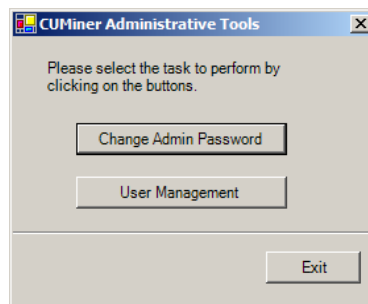 CUMiner Administrative Tools
Please select the task to perform by
clicking on the buttons.
Change Admin Password
User Management
Exit